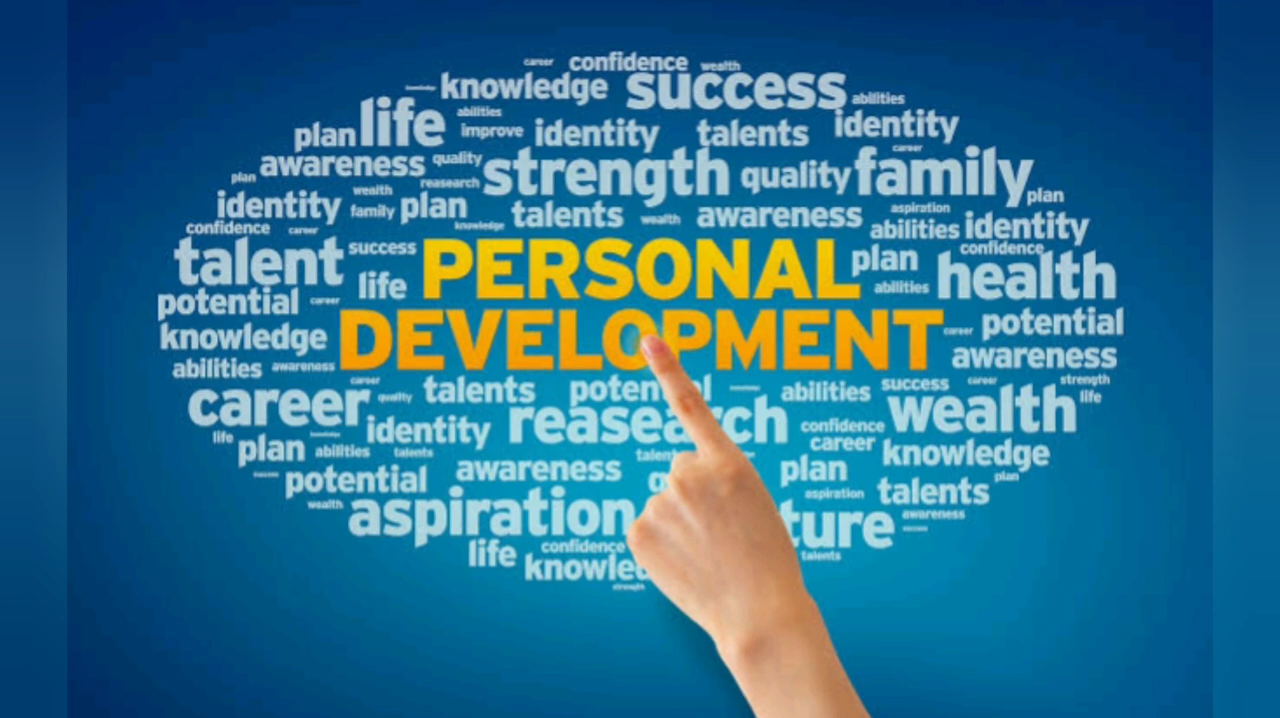 career confidence wealth
knowledge success abilities
plan life abilities improve identity talents identity
awareness quality strength quality career family
plan wealth reasearch plan
identity family plan knowledge talents wealth awareness aspiration abilities identity
confidence career
talent success PERSONAL plan confidence health
life abilities
potential career
knowledge DEVELOPMENT career potential
abilities awareness awareness
career career quality talents abilities success career strength wealth life
life plan abilities identity talents reasearch confidence career knowledge
potential awareness plan aspiration talents plan
wealth aspiration ture awareness
life confidence talents
strength